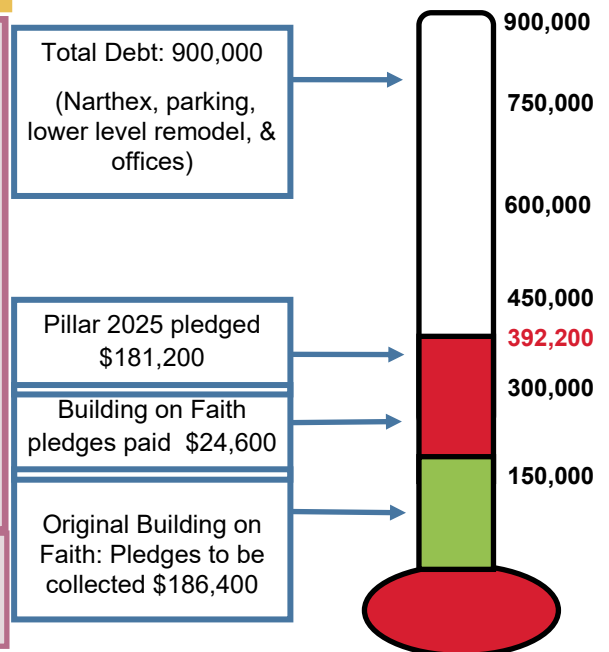 Total Debt: 900,000
(Narthex, parking,
lower level remodel, &
offices)
Pillar 2025 pledged
$181,200
Building on Faith
pledges paid $24,600
Original Building on
Faith: Pledges to be
collected $186,400
900,000
750,000
600,000
450,000
392,200
300,000
150,000